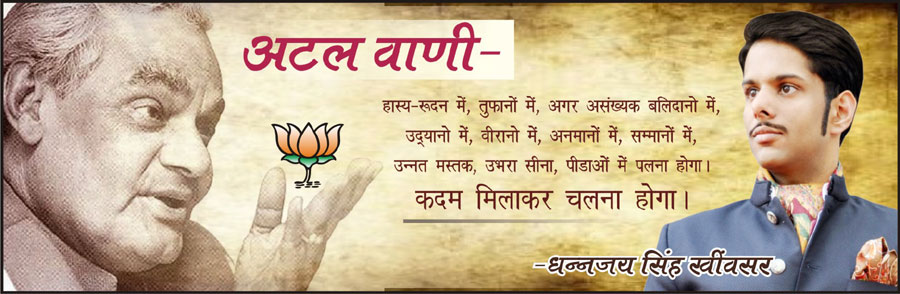 अटल वाणी-
हास्य-रूदन में, तुफानों में, अगर असंख्यक बलिदानो में,
उद्यानो में, वीरानो में, अनमानों में, सम्मानों में,
उन्नत मस्तक, उभरा सीना, पीडाओं में पलना होगा।
कदम मिलाकर चलना होगा।
-धन्नजय सिंह खींवसर